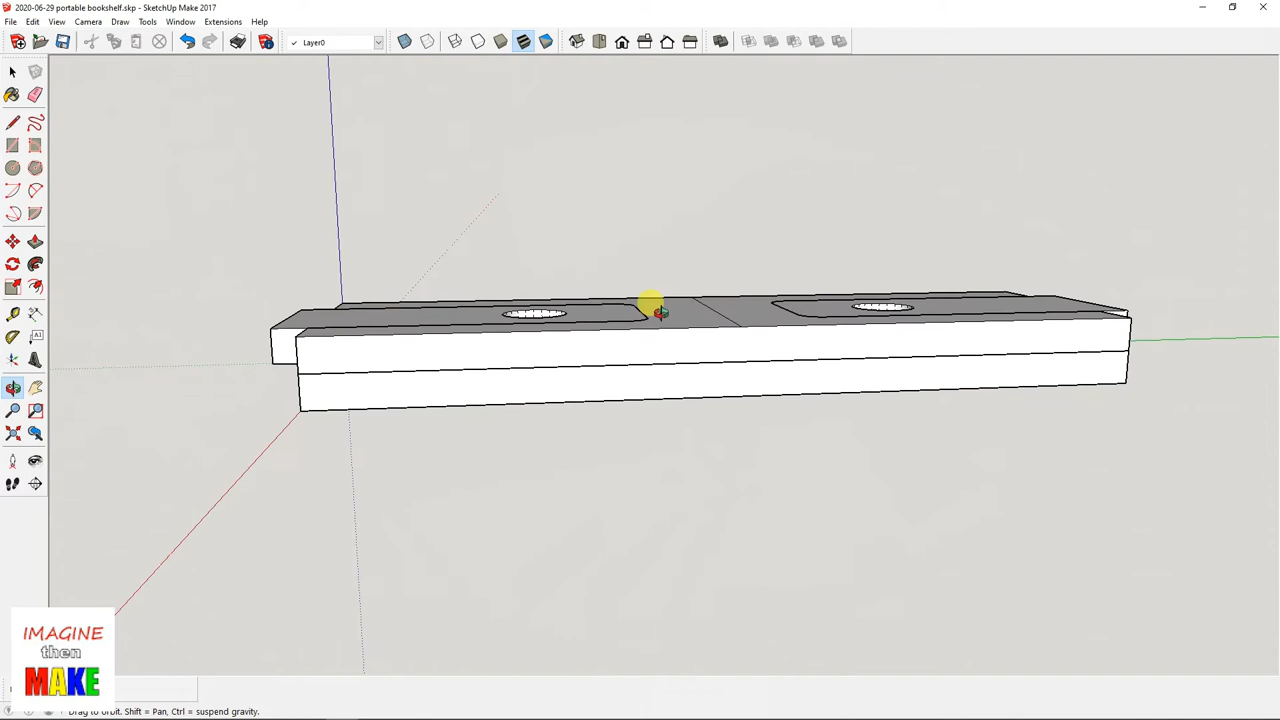 2020-06-29 portable bookshelf.skp - SketchUp Make 2017
File Edit View Camera Draw Tools Window Extensions Help
Layer0
A1
IMAGINE
then
MAKE
Drag to orbit. Shift = Pan, Ctrl = suspend gravity.